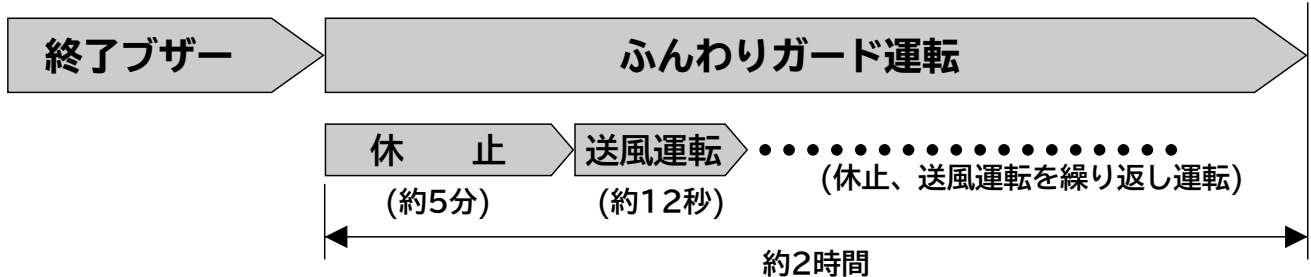 終了ブザー
ふんわりガード運転
休　止
送風運転
(休止、送風運転を繰り返し運転)
(約5分)
(約12秒)
約2時間